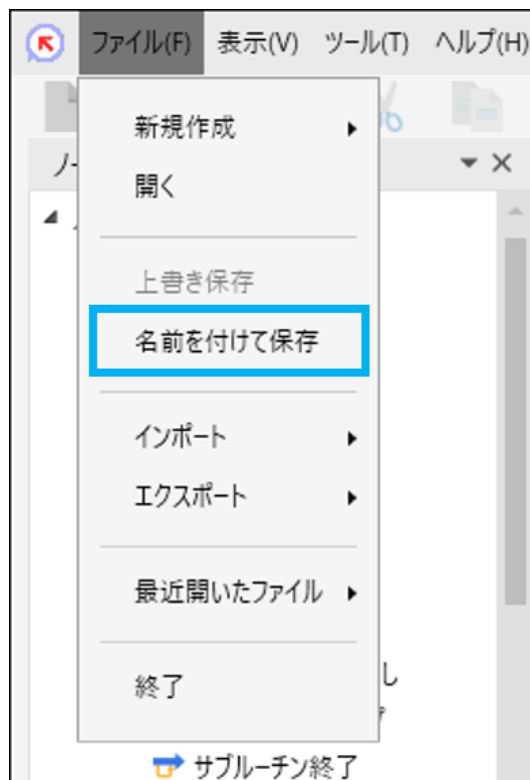 ファイル(F) 表示(V) ツール(T) ヘルプ(H)
新規作成
開く
上書き保存
名前を付けて保存
インポート
エクスポート
最近開いたファイル
終了
サブルーチン終了